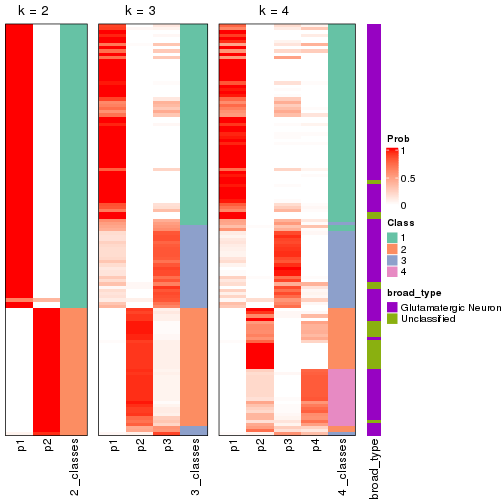 k = 2
k = 3
k = 4
Prob
1
0.5
0
Class
1
2
3
4
broad_type
Glutamatergic Neuron
Unclassified
p1
p2
2_classes
p1
p2
p3
3_classes
p1
p2
p3
p4
4_classes
broad_type